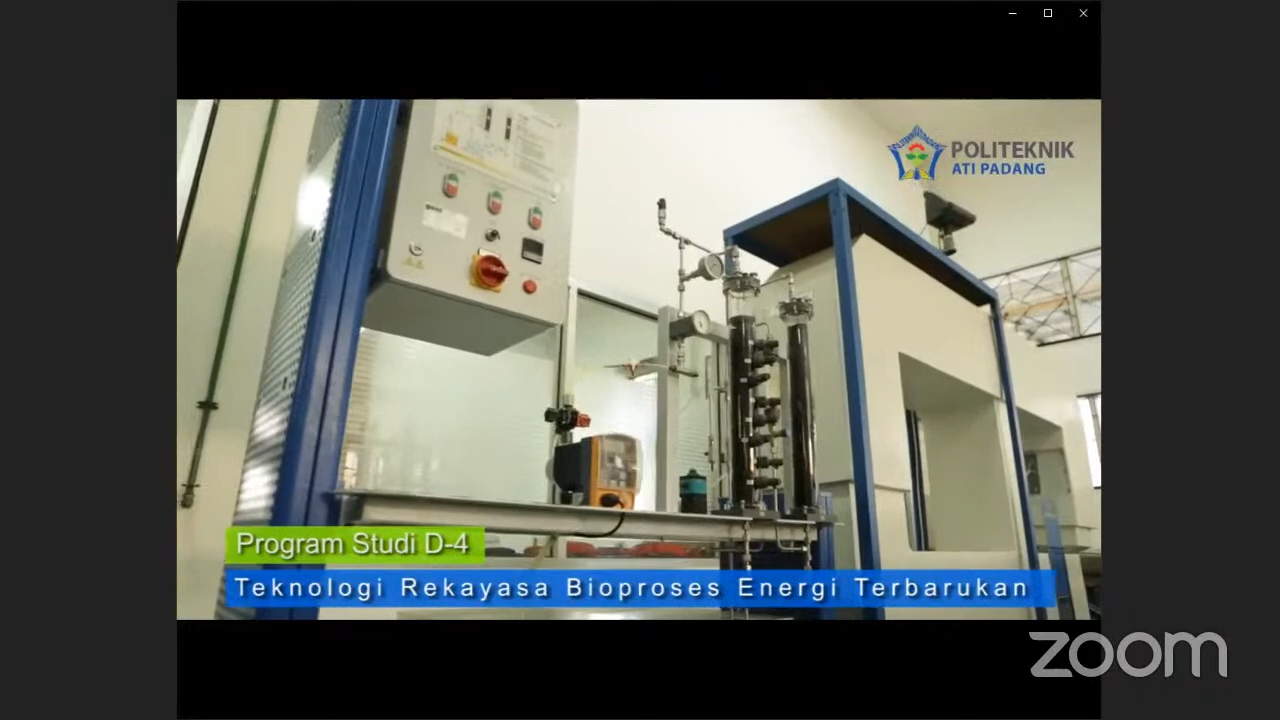 POLITEKNIK
ATI PADANG
Program Studi D-4
Teknologi Rekayasa Bioproses Energi Terbarukan
zoom